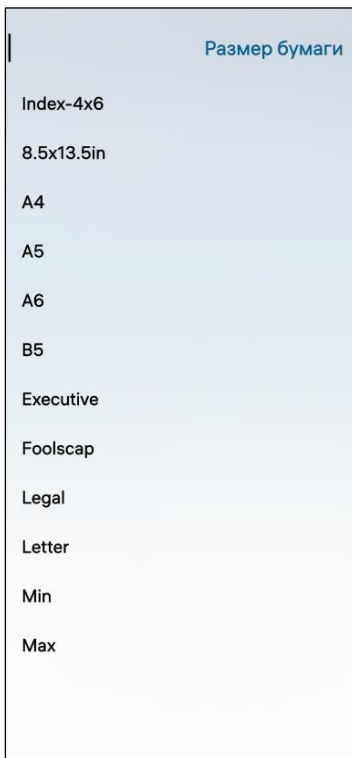 Размер бумаги
Index-4x6
8.5x13.5in
A4
A5
A6
B5
Executive
Foolscap
Legal
Letter
Min
Max